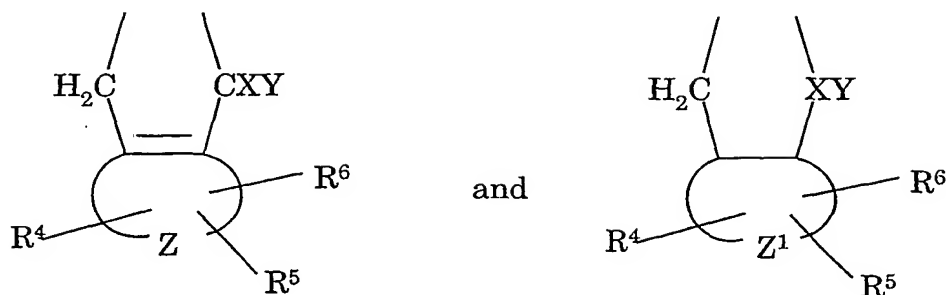 H₂C CXY H₂C XY
R⁶ and R⁶
R⁴ Z R⁵ R⁴ Z¹ R⁵